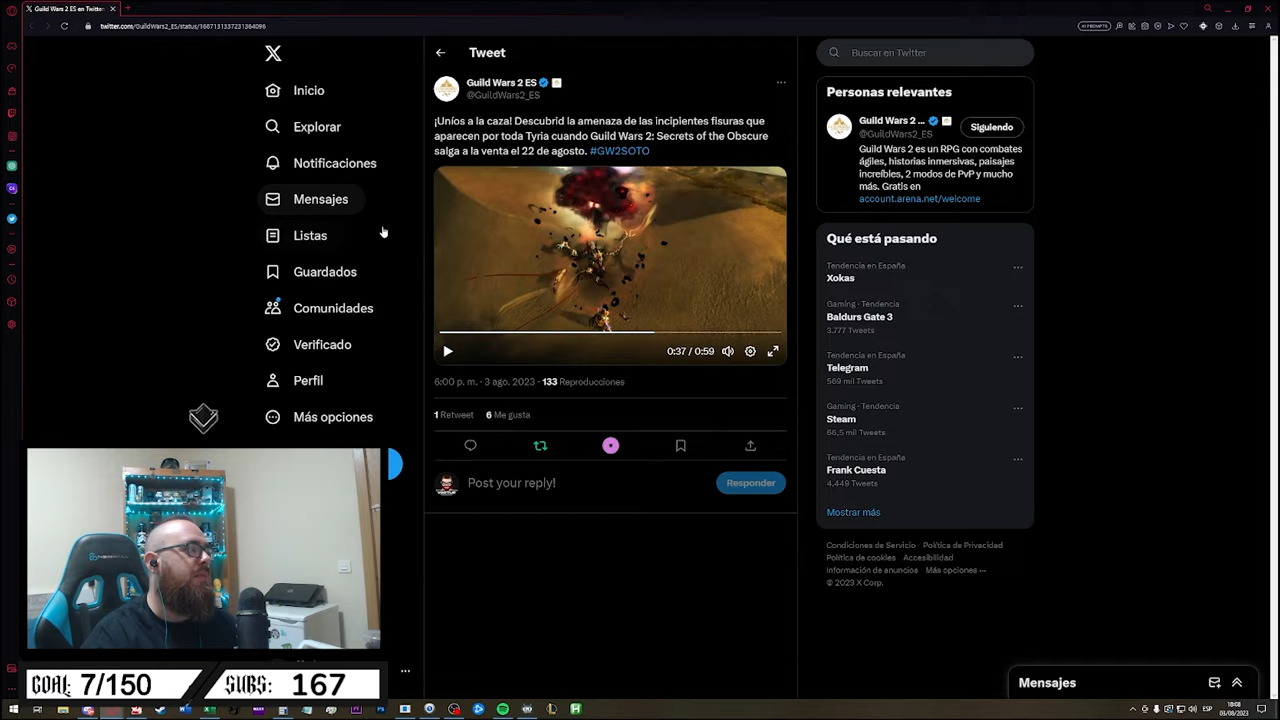 Guild Wars 2 ES en Twitter
twitter.com/GuildWars2_ES/status/1687131337231364096
AI PROMPTS
Inicio
Explorar
Notificaciones
Mensajes
Listas
Guardados
Comunidades
Verificado
Perfil
Más opciones
Tweet
Guild Wars 2 ES
@GuildWars2_ES
¡Uníos a la caza! Descubrid la amenaza de las incipientes fisuras que
aparecen por toda Tyria cuando Guild Wars 2: Secrets of the Obscure
salga a la venta el 22 de agosto. #GW2SOTO
0:37 / 0:59
6:00 p. m. · 3 ago. 2023 · 133 Reproducciones
1 Retweet 6 Me gusta
Post your reply!
Responder
Buscar en Twitter
Personas relevantes
Guild Wars 2 ...
@GuildWars2_ES
Siguiendo
Guild Wars 2 es un RPG con combates
ágiles, historias inmersivas, paisajes
increíbles, 2 modos de PvP y mucho
más. Gratis en
account.arena.net/welcome
Qué está pasando
Tendencia en España
Xokas
Gaming · Tendencia
Baldurs Gate 3
3.777 Tweets
Tendencia en España
Telegram
569 mil Tweets
Gaming · Tendencia
Steam
66,5 mil Tweets
Tendencia en España
Frank Cuesta
4.449 Tweets
Mostrar más
Condiciones de Servicio Política de Privacidad
Política de cookies Accesibilidad
Información de anuncios Más opciones ···
© 2023 X Corp.
Mensajes
GOAL: 7/150 SUBS: 167
ESP
18:08
03/08/2023